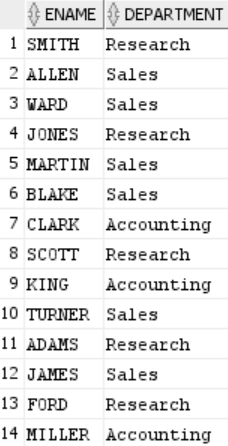 ENAME DEPARTMENT
1 SMITH Research
2 ALLEN Sales
3 WARD Sales
4 JONES Research
5 MARTIN Sales
6 BLAKE Sales
7 CLARK Accounting
8 SCOTT Research
9 KING Accounting
10 TURNER Sales
11 ADAMS Research
12 JAMES Sales
13 FORD Research
14 MILLER Accounting